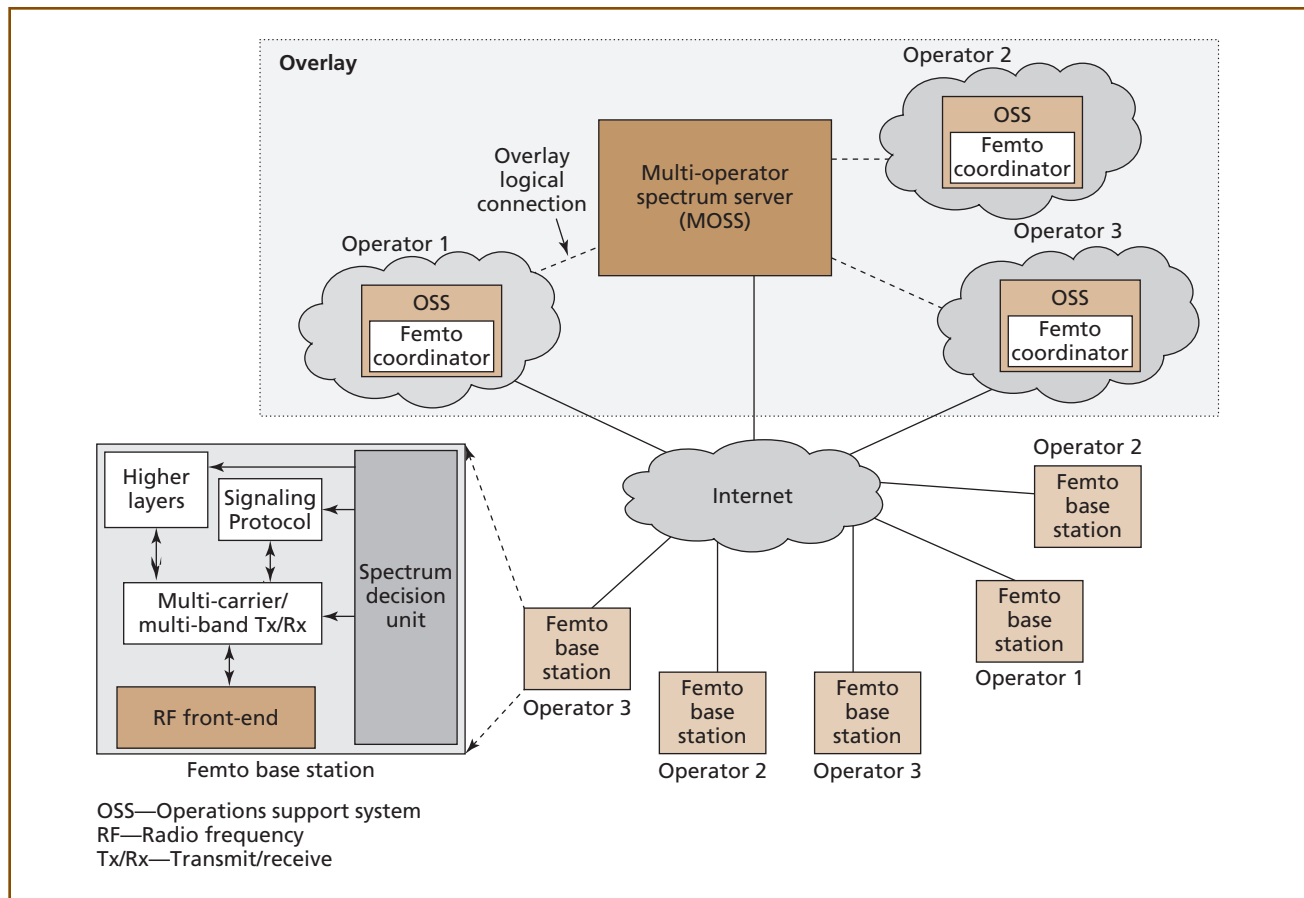 Overlay
Operator 2
OSS
Femto
coordinator
Overlay
logical
connection
Multi-operator
spectrum server
(MOSS)
Operator 1
OSS
Femto
coordinator
Operator 3
OSS
Femto
coordinator
Internet
Operator 2
Femto
base
station
Femto
base
station
Operator 1
Femto
base
station
Operator 3
Femto
base
station
Operator 2
Femto
base
station
Operator 3
Higher
layers
Signaling
Protocol
Spectrum
decision
unit
Multi-carrier/
multi-band Tx/Rx
RF front-end
Femto base station
OSS—Operations support system
RF—Radio frequency
Tx/Rx—Transmit/receive